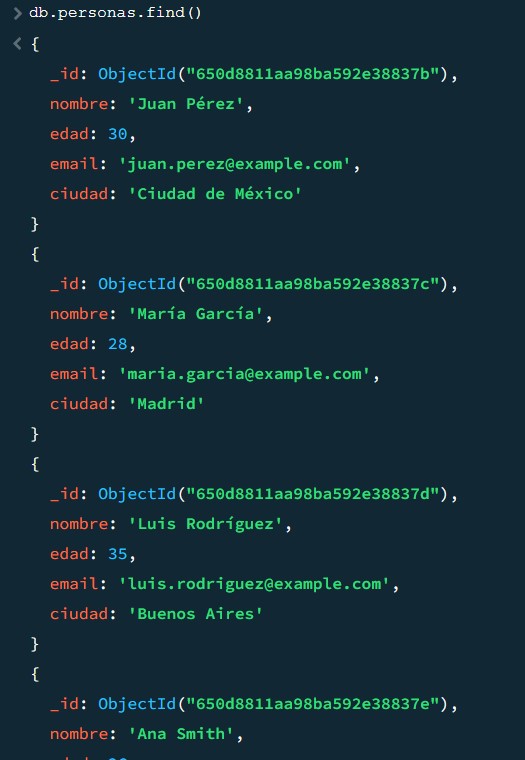 > db.personas.find()
< {
_id: ObjectId("650d8811aa98ba592e38837b"),
nombre: 'Juan Pérez',
edad: 30,
email: 'juan.perez@example.com',
ciudad: 'Ciudad de México'
}
{
_id: ObjectId("650d8811aa98ba592e38837c"),
nombre: 'María García',
edad: 28,
email: 'maria.garcia@example.com',
ciudad: 'Madrid'
}
{
_id: ObjectId("650d8811aa98ba592e38837d"),
nombre: 'Luis Rodríguez',
edad: 35,
email: 'luis.rodriguez@example.com',
ciudad: 'Buenos Aires'
}
{
_id: ObjectId("650d8811aa98ba592e38837e"),
nombre: 'Ana Smith',